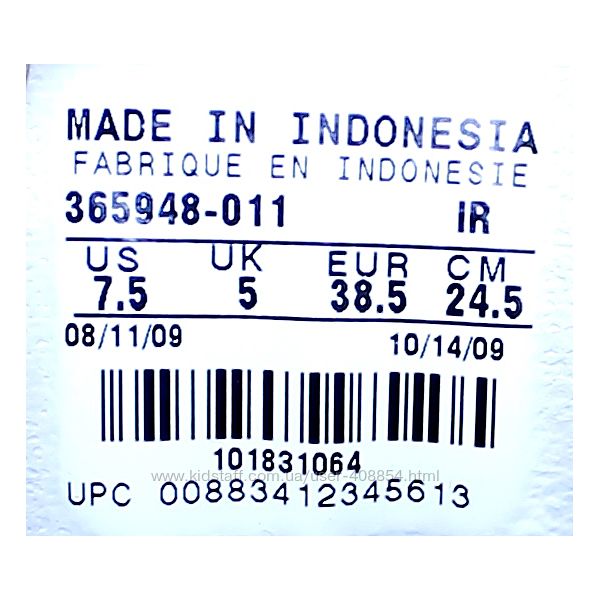 MADE IN INDONESIA
FABRIQUE EN INDONESIE
365948-011 IR
US UK EUR CM
7.5 5 38.5 24.5
08/11/09 10/14/09
101831064
www.kidstaff.com.ua/user-408854.html
UPC 00883412345613